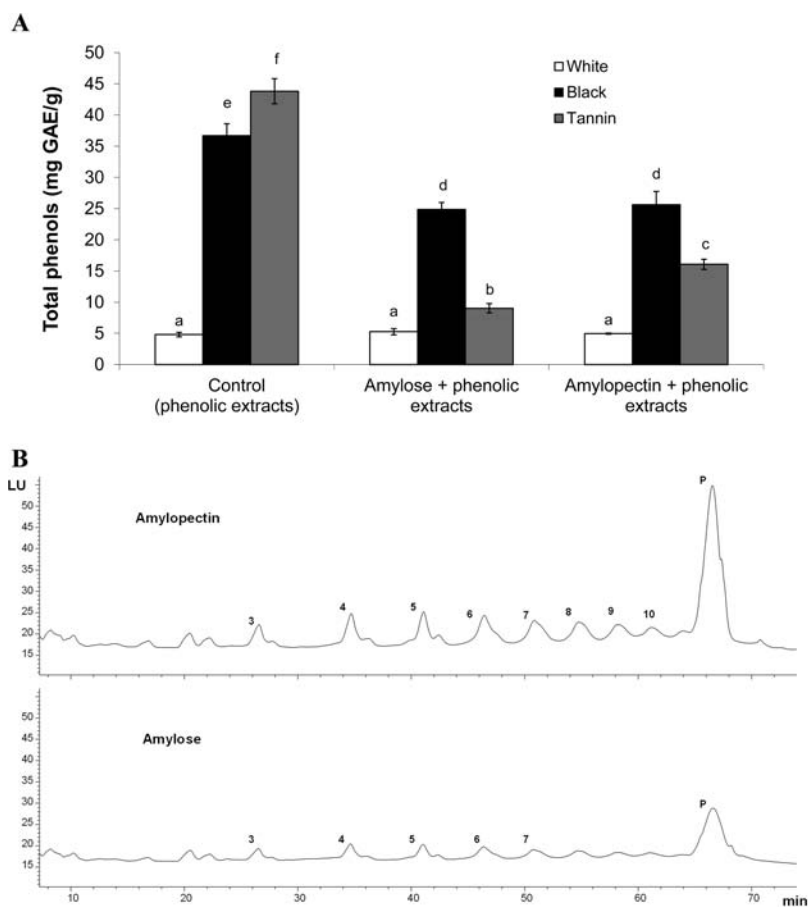 A
Total phenols (mg GAE/g)
50
45
40
35
30
25
20
15
10
5
0
White
Black
Tannin
a
e
f
a
d
b
a
d
c
Control
(phenolic extracts)
Amylose + phenolic
extracts
Amylopectin + phenolic
extracts
B
LU
50
45
40
35
30
25
20
15
Amylopectin
3
4
5
6
7
8
9
10
P
50
45
40
35
30
25
20
15
Amylose
3
4
5
6
7
P
10
20
30
40
50
60
70
min